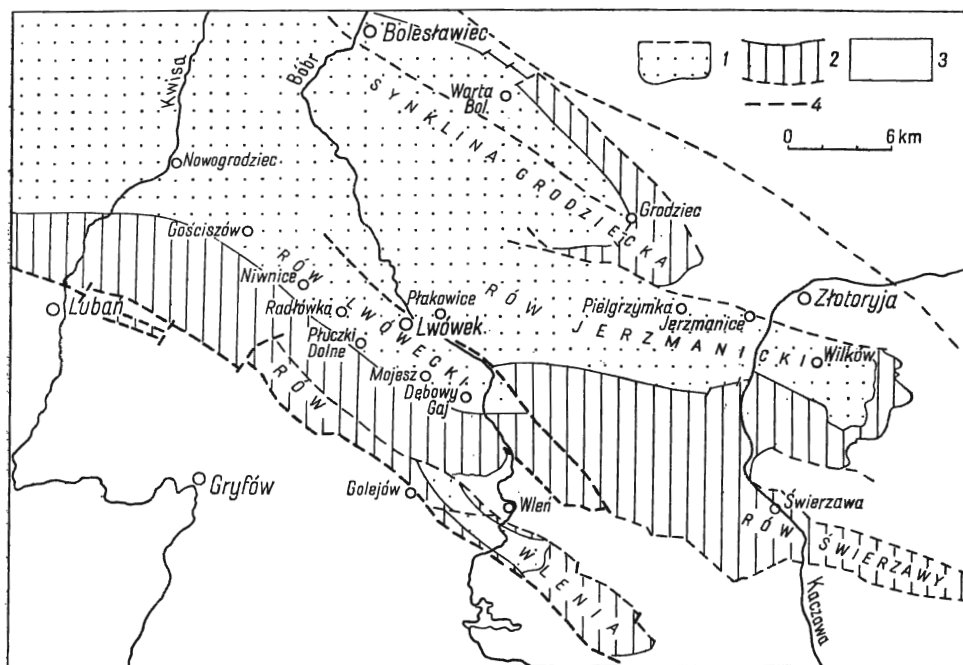 Bolesławiec
1
2
3
4
0 6 km
Kwisa
Bóbr
Warta
Bol.
SYNKLINA GRODZIECKA
Nowogrodziec
Grodziec
Gościszów
Niwnice
RÓW LWÓWECKI
Radłówka
Płakowice
RÓW JERZMANICKI
Pielgrzymka
Złotoryja
Jerzmanice
Lubań
Lwówek
Płuczki
Dolne
Wilków
Mojesz
Dębowy
Gaj
RÓW WLENIA
Gryfów
Golejów
Wleń
Świerzawa
RÓW ŚWIERZAWY
Kaczawa